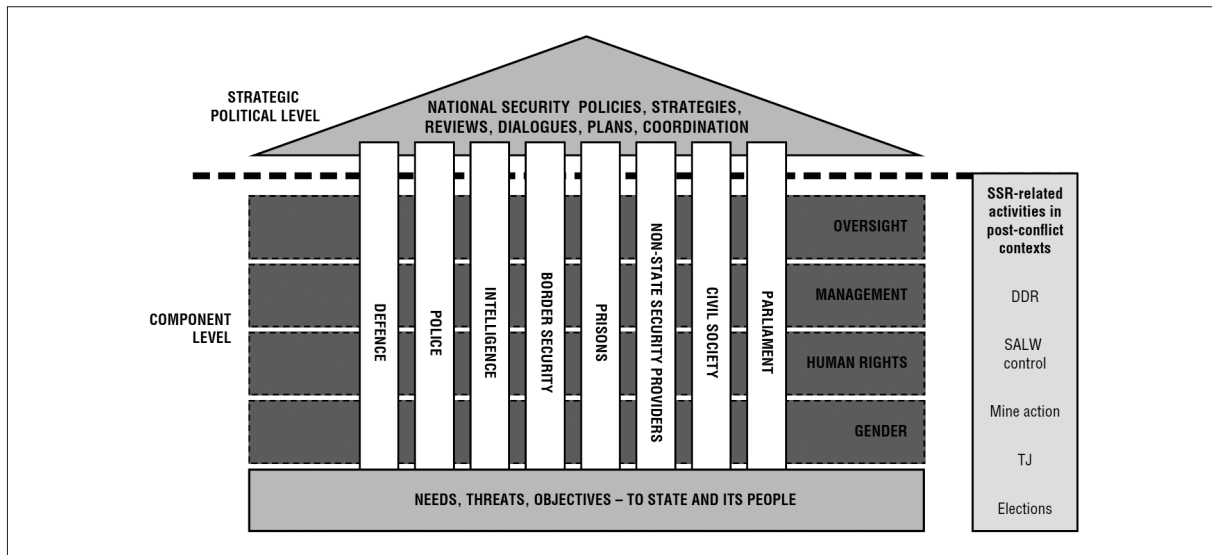 STRATEGIC
POLITICAL LEVEL
NATIONAL SECURITY POLICIES, STRATEGIES,
REVIEWS, DIALOGUES, PLANS, COORDINATION
COMPONENT
LEVEL
DEFENCE
POLICE
INTELLIGENCE
BORDER SECURITY
PRISONS
NON-STATE SECURITY PROVIDERS
CIVIL SOCIETY
PARLIAMENT
OVERSIGHT
MANAGEMENT
HUMAN RIGHTS
GENDER
NEEDS, THREATS, OBJECTIVES – TO STATE AND ITS PEOPLE
SSR-related
activities in
post-conflict
contexts
DDR
SALW
control
Mine action
TJ
Elections